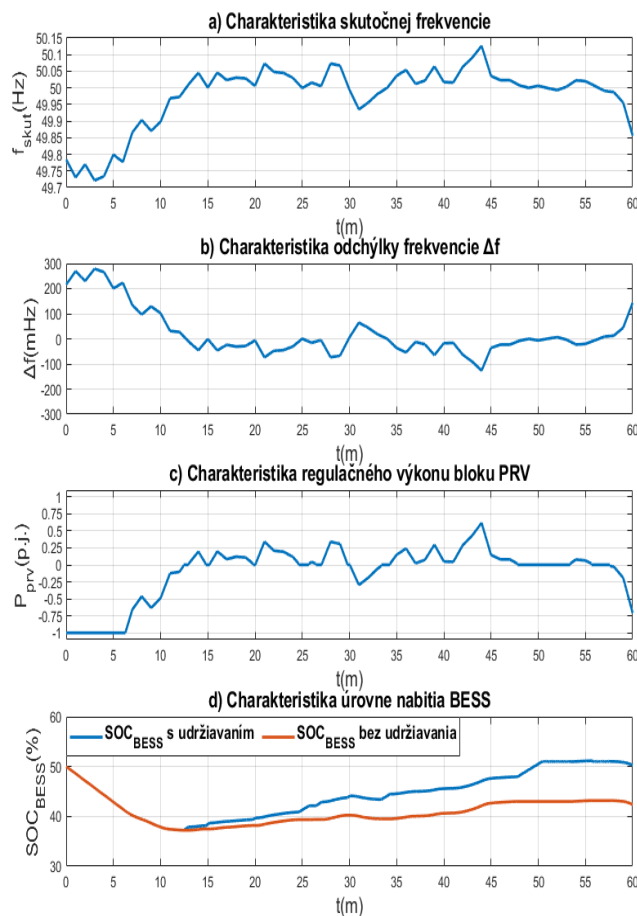 a) Charakteristika skutočnej frekvencie
f_skut(Hz)
50.15
50.1
50.05
50
49.95
49.9
49.85
49.8
49.75
49.7
0 5 10 15 20 25 30 35 40 45 50 55 60
t(m)
b) Charakteristika odchýlky frekvencie Δf
Δf(mHz)
300
200
100
0
-100
-200
-300
0 5 10 15 20 25 30 35 40 45 50 55 60
t(m)
c) Charakteristika regulačného výkonu bloku PRV
P_prv(p.j.)
1
0.75
0.5
0.25
0
-0.25
-0.5
-0.75
-1
0 5 10 15 20 25 30 35 40 45 50 55 60
t(m)
d) Charakteristika úrovne nabitia BESS
SOC_BESS s udržiavaním SOC_BESS bez udržiavania
SOC_BESS(%)
60
50
40
30
0 5 10 15 20 25 30 35 40 45 50 55 60
t(m)